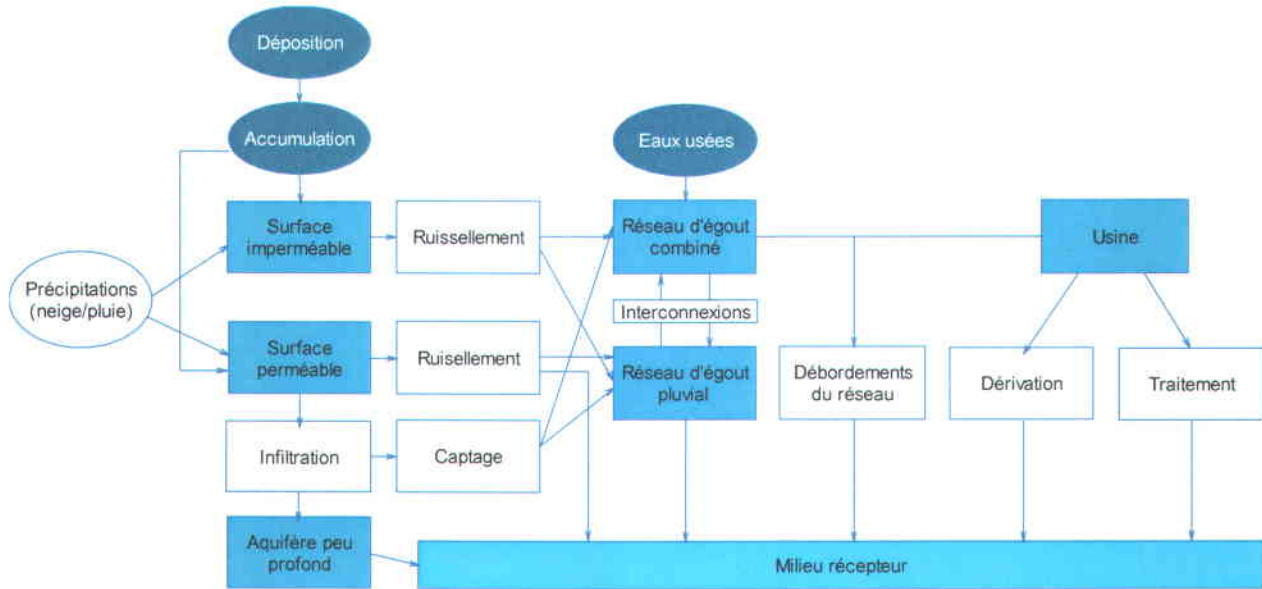 Déposition
Accumulation
Eaux usées
Surface
imperméable
Ruissellement
Réseau d'égout
combiné
Usine
Précipitations
(neige/pluie)
Interconnexions
Surface
perméable
Ruisellement
Réseau d'égout
pluvial
Débordements
du réseau
Dérivation
Traitement
Infiltration
Captage
Aquifère peu
profond
Milieu récepteur